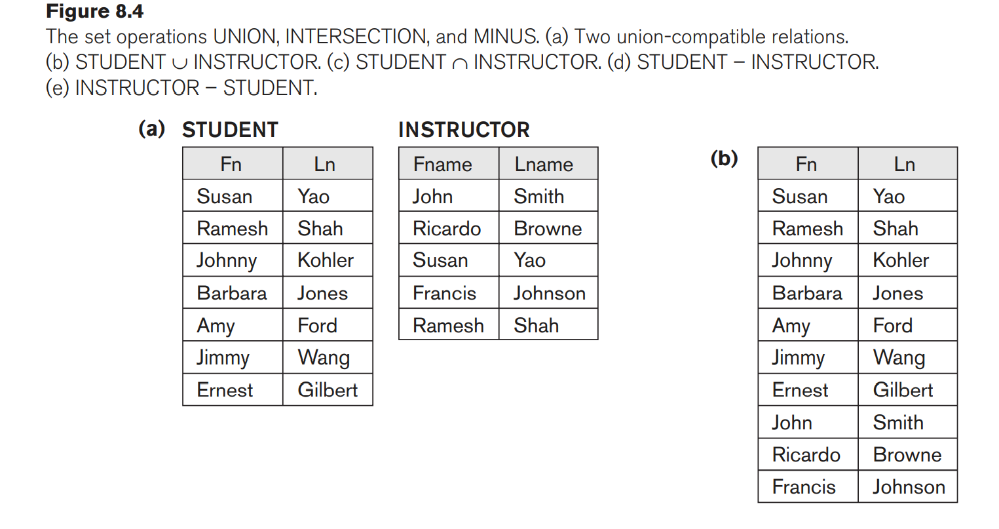 Figure 8.4
The set operations UNION, INTERSECTION, and MINUS. (a) Two union-compatible relations.
(b) STUDENT ∪ INSTRUCTOR. (c) STUDENT ∩ INSTRUCTOR. (d) STUDENT − INSTRUCTOR.
(e) INSTRUCTOR − STUDENT.
(a) STUDENT
Fn Ln
Susan Yao
Ramesh Shah
Johnny Kohler
Barbara Jones
Amy Ford
Jimmy Wang
Ernest Gilbert
INSTRUCTOR
Fname Lname
John Smith
Ricardo Browne
Susan Yao
Francis Johnson
Ramesh Shah
(b)
Fn Ln
Susan Yao
Ramesh Shah
Johnny Kohler
Barbara Jones
Amy Ford
Jimmy Wang
Ernest Gilbert
John Smith
Ricardo Browne
Francis Johnson